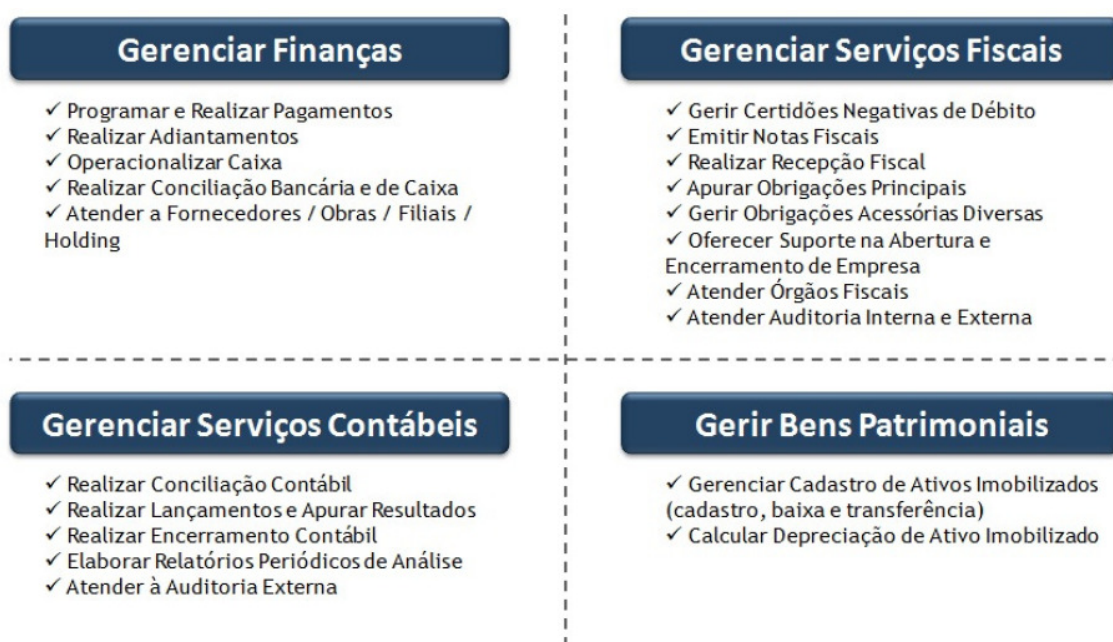 Gerenciar Finanças
✓ Programar e Realizar Pagamentos
✓ Realizar Adiantamentos
✓ Operacionalizar Caixa
✓ Realizar Conciliação Bancária e de Caixa
✓ Atender a Fornecedores / Obras / Filiais /
Holding
Gerenciar Serviços Fiscais
✓ Gerir Certidões Negativas de Débito
✓ Emitir Notas Fiscais
✓ Realizar Recepção Fiscal
✓ Apurar Obrigações Principais
✓ Gerir Obrigações Acessórias Diversas
✓ Oferecer Suporte na Abertura e
Encerramento de Empresa
✓ Atender Órgãos Fiscais
✓ Atender Auditoria Interna e Externa
Gerenciar Serviços Contábeis
✓ Realizar Conciliação Contábil
✓ Realizar Lançamentos e Apurar Resultados
✓ Realizar Encerramento Contábil
✓ Elaborar Relatórios Periódicos de Análise
✓ Atender à Auditoria Externa
Gerir Bens Patrimoniais
✓ Gerenciar Cadastro de Ativos Imobilizados
(cadastro, baixa e transferência)
✓ Calcular Depreciação de Ativo Imobilizado